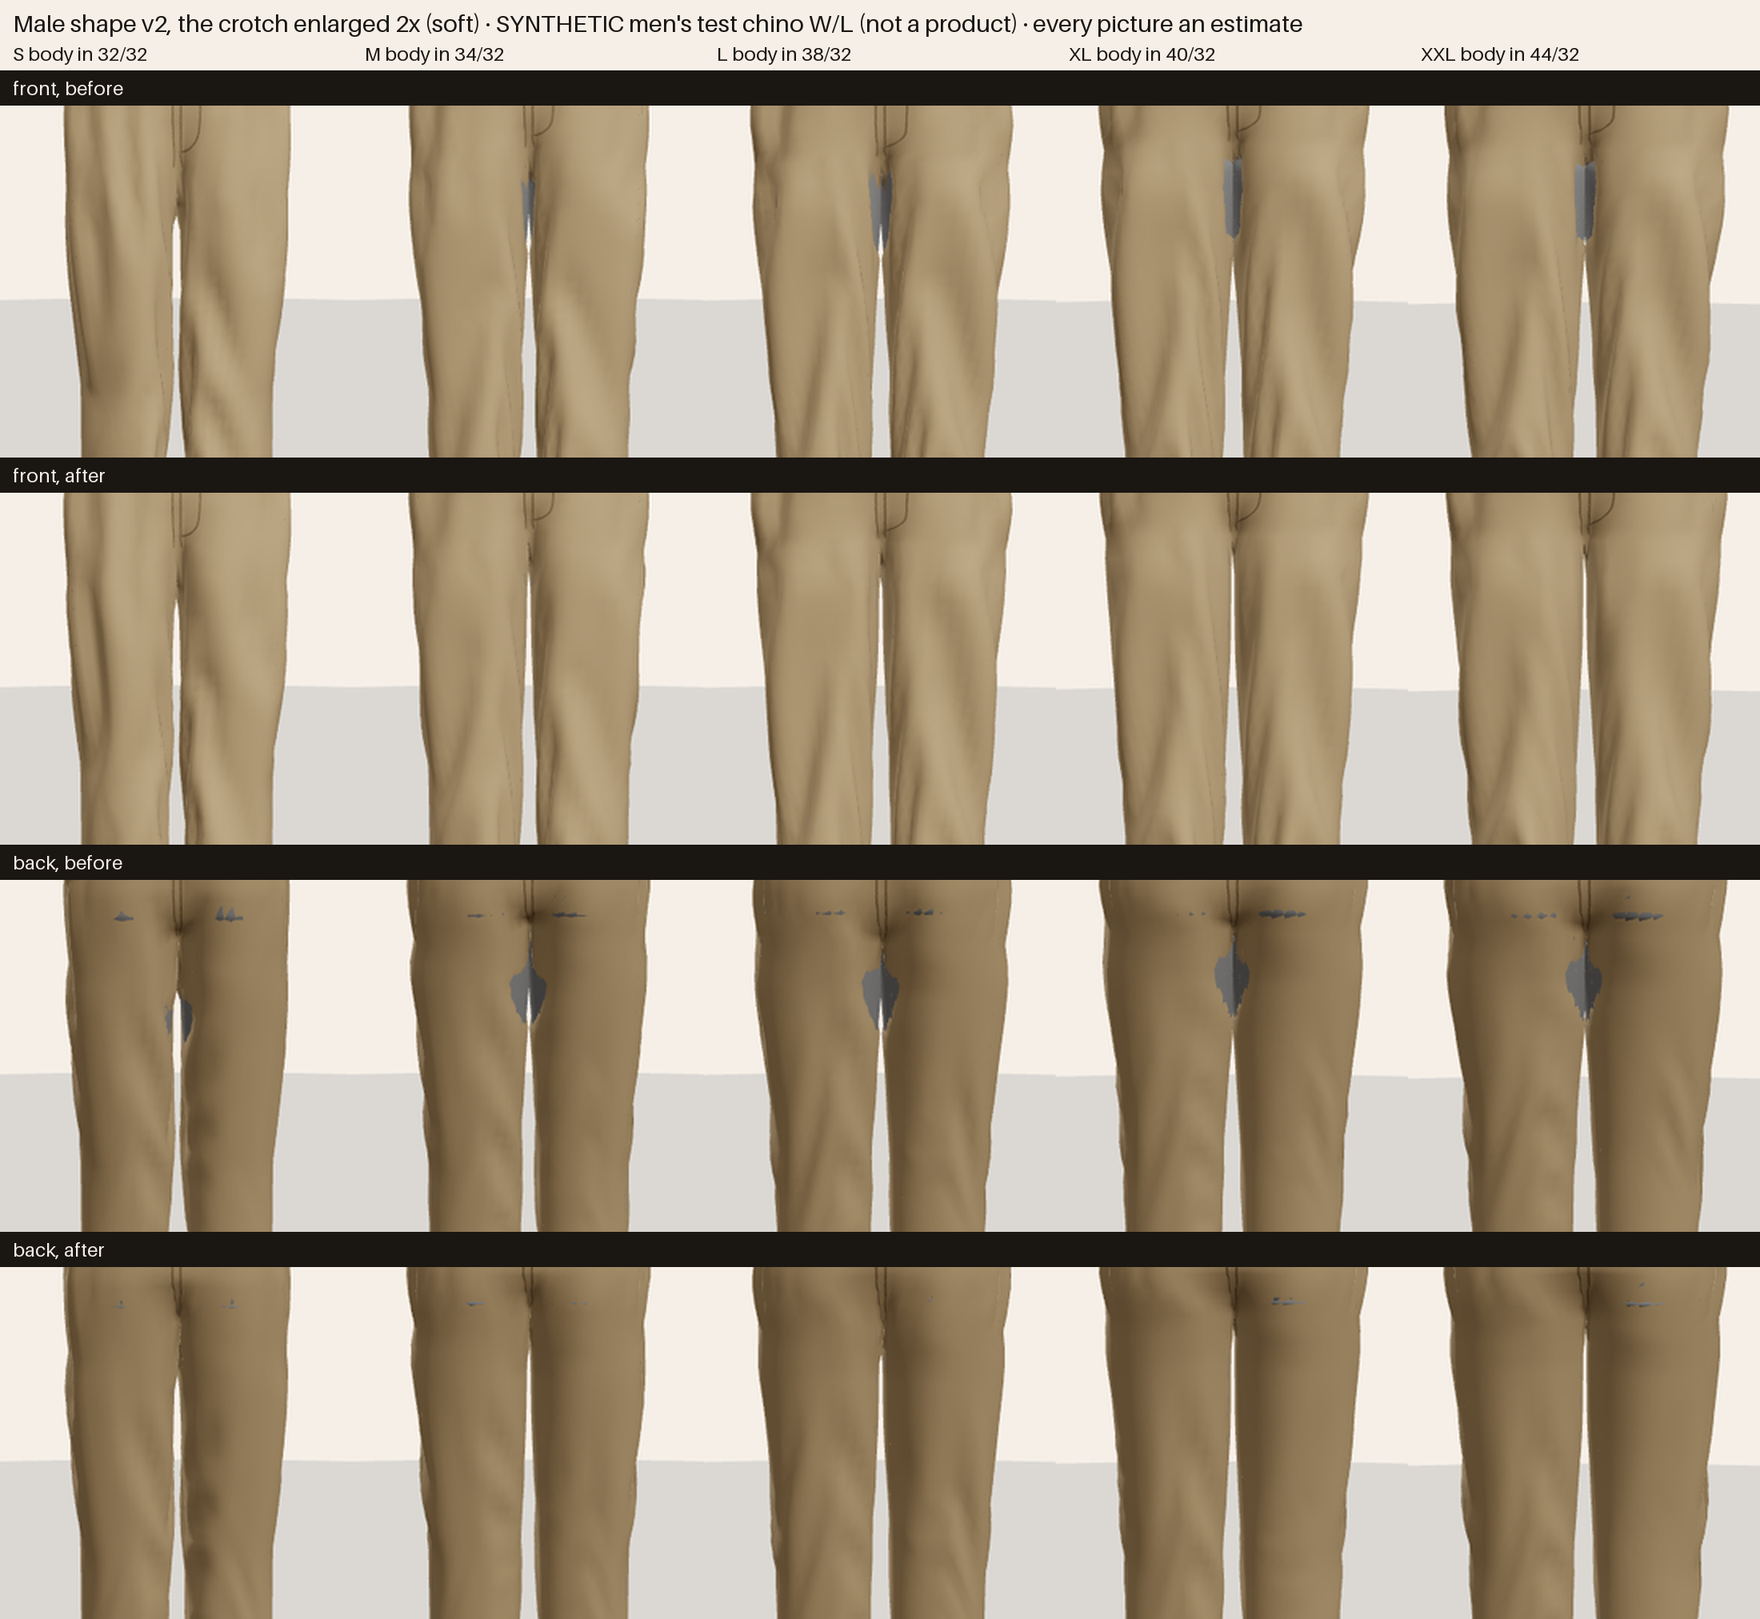 Male shape v2, the crotch enlarged 2x (soft) · SYNTHETIC men's test chino W/L (not a product) · every picture an estimate
S body in 32/32 M body in 34/32 L body in 38/32 XL body in 40/32 XXL body in 44/32
front, before
front, after
back, before
back, after